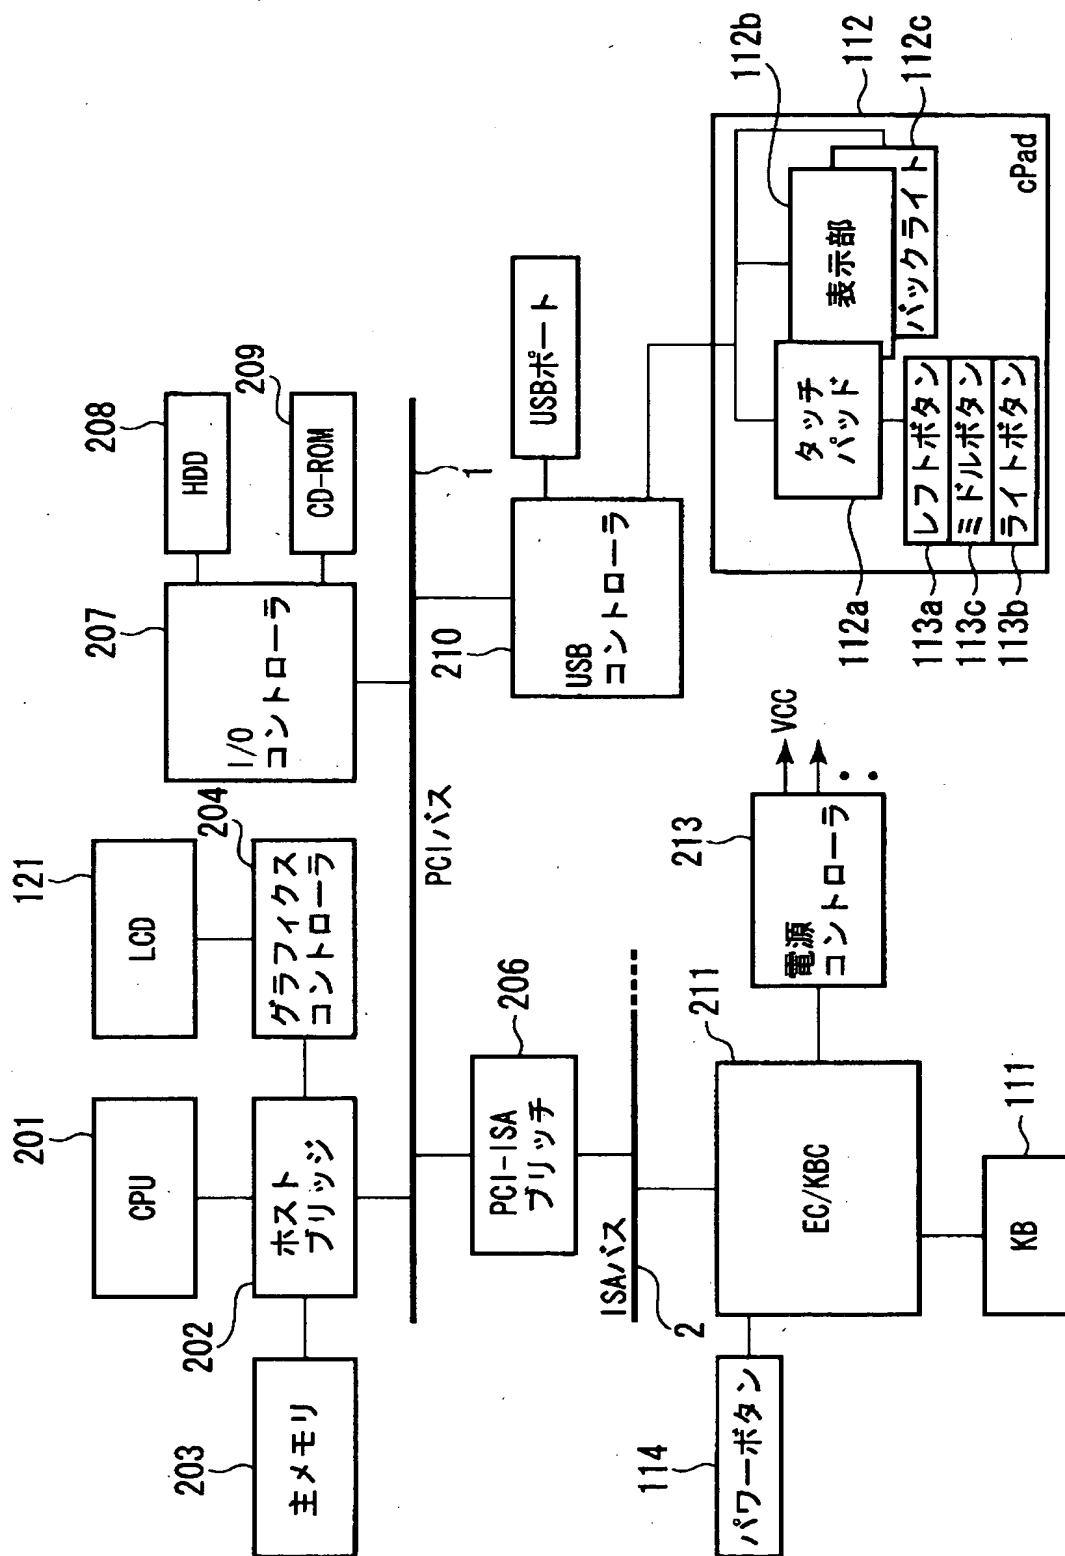 201
CPU
121
LCD
207
I/O
コントローラ
208
HDD
209
CD-ROM
203
主メモリ
202
ホスト
ブリッジ
204
グラフィクス
コントローラ
1
PCIバス
206
PCI-ISA
ブリッチ
210
USB
コントローラ
USBポート
ISAバス
2
114
パワーボタン
211
EC/KBC
213
電源
コントローラ
VCC
111
KB
112b
112
112c
表示部
バックライト
タッチ
パッド
112a
レフトボタン
113a
ミドルボタン
113c
ライトボタン
113b
cPad